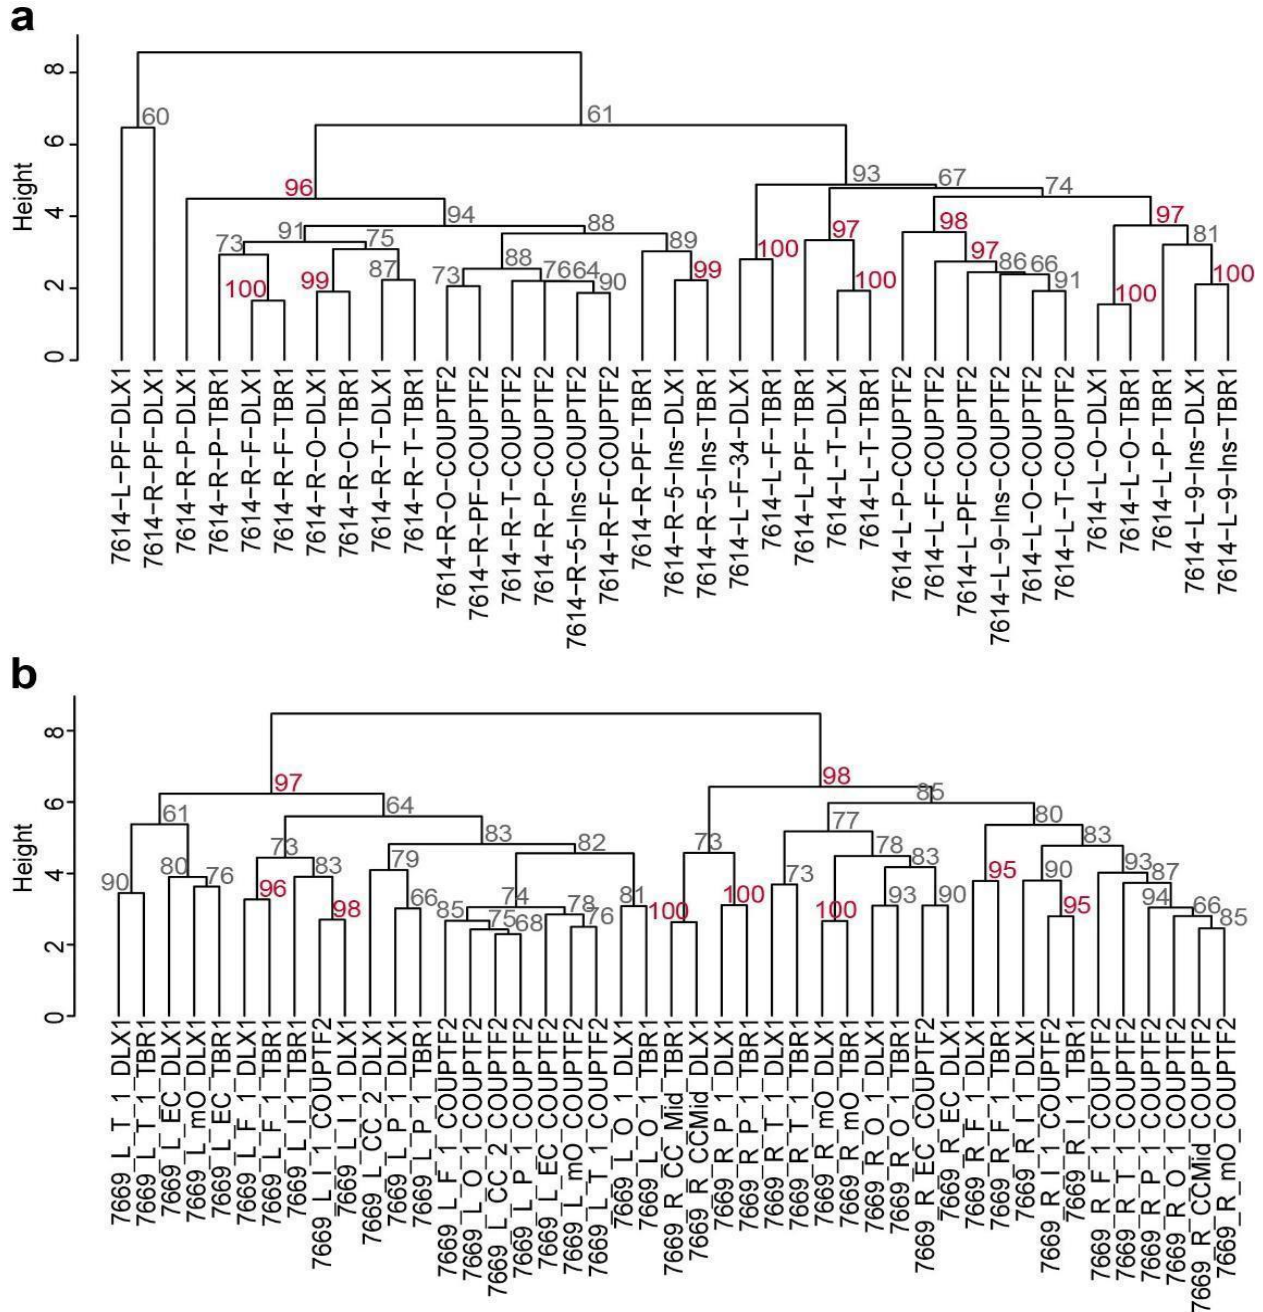 a
Height
8
6
4
2
0
60
61
96
93
67
74
94
91
88
73
75
88
89
97
98
97
100
99
87
73
76
64
90
99
100
100
97
86
66
91
100
81
100
7614-L-PF-DLX1
7614-R-PF-DLX1
7614-R-P-DLX1
7614-R-P-TBR1
7614-R-F-DLX1
7614-R-F-TBR1
7614-R-O-DLX1
7614-R-O-TBR1
7614-R-T-DLX1
7614-R-T-TBR1
7614-R-O-COUPTF2
7614-R-PF-COUPTF2
7614-R-T-COUPTF2
7614-R-P-COUPTF2
7614-R-5-Ins-COUPTF2
7614-R-F-COUPTF2
7614-R-PF-TBR1
7614-R-5-Ins-DLX1
7614-R-5-Ins-TBR1
7614-L-F-34-DLX1
7614-L-F-TBR1
7614-L-PF-TBR1
7614-L-T-DLX1
7614-L-T-TBR1
7614-L-P-COUPTF2
7614-L-F-COUPTF2
7614-L-PF-COUPTF2
7614-L-9-Ins-COUPTF2
7614-L-O-COUPTF2
7614-L-T-COUPTF2
7614-L-O-DLX1
7614-L-O-TBR1
7614-L-P-TBR1
7614-L-9-Ins-DLX1
7614-L-9-Ins-TBR1
b
Height
8
6
4
2
0
97
98
61
64
85
73
83
82
77
80
90
80
76
96
83
98
79
66
74
85
75
68
78
76
81
73
100
100
73
78
100
83
93
90
95
83
90
95
93
87
94
66
85
7669_L_T_1_DLX1
7669_L_T_1_TBR1
7669_L_EC_DLX1
7669_L_mO_DLX1
7669_L_EC_TBR1
7669_L_F_1_DLX1
7669_L_F_1_TBR1
7669_L_I_1_TBR1
7669_L_I_1_COUPTF2
7669_L_I_1_DLX1
7669_L_CC_2_DLX1
7669_L_P_1_DLX1
7669_L_P_1_TBR1
7669_L_F_1_COUPTF2
7669_L_O_1_COUPTF2
7669_L_CC_2_COUPTF2
7669_L_P_1_COUPTF2
7669_L_EC_COUPTF2
7669_L_mO_COUPTF2
7669_L_T_1_COUPTF2
7669_L_O_1_DLX1
7669_L_O_1_TBR1
7669_R_CC_Mid_TBR1
7669_R_CCMid_DLX1
7669_R_P_1_DLX1
7669_R_P_1_TBR1
7669_R_T_1_DLX1
7669_R_T_1_TBR1
7669_R_mO_DLX1
7669_R_mO_TBR1
7669_R_O_1_DLX1
7669_R_O_1_TBR1
7669_R_EC_COUPTF2
7669_R_EC_DLX1
7669_R_F_1_DLX1
7669_R_F_1_TBR1
7669_R_I_1_DLX1
7669_R_I_1_COUPTF2
7669_R_I_1_TBR1
7669_R_F_1_COUPTF2
7669_R_T_1_COUPTF2
7669_R_P_1_COUPTF2
7669_R_O_1_COUPTF2
7669_R_CCMid_COUPTF2
7669_R_mO_COUPTF2